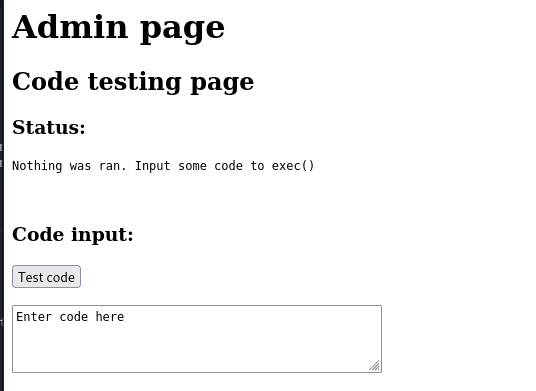 Admin page
Code testing page
Status:
Nothing was ran. Input some code to exec()
Code input:
Test code
Enter code here